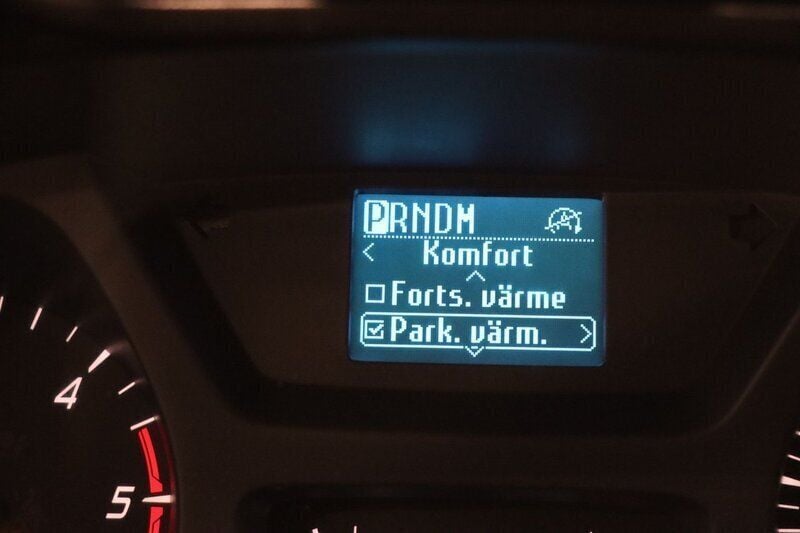 PRNDM
Komfort
Forts. värme
Park. värm.
4
5